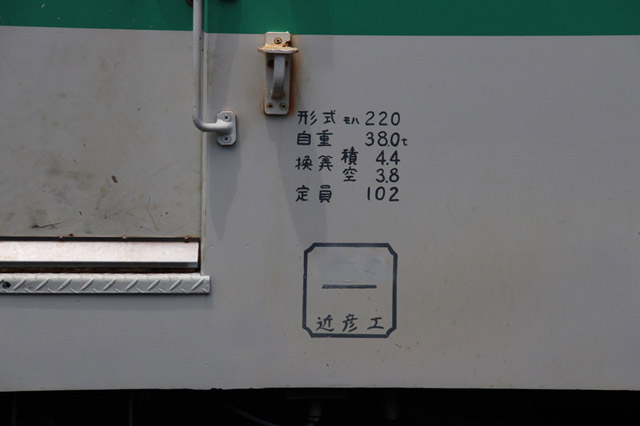 形式 モハ 220
自重 38.0t
換算 積 4.4
空 3.8
定員 102
近彦工